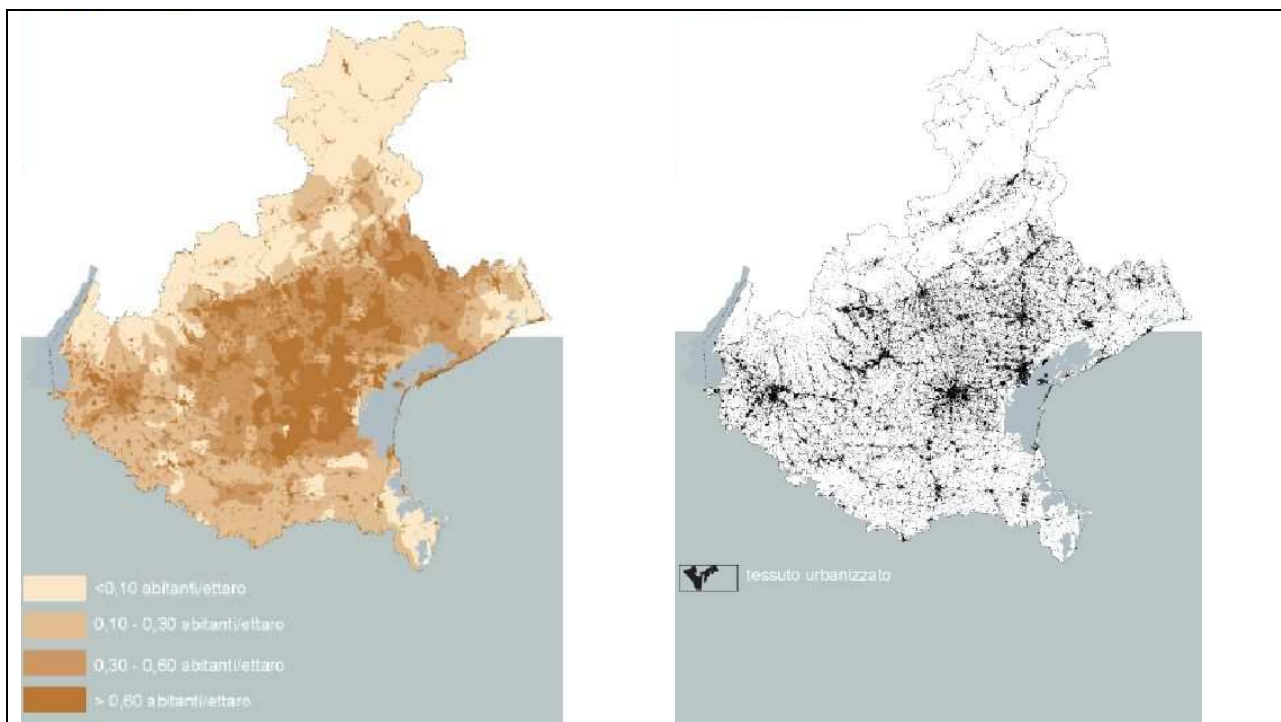 <0,10 abitanti/ettaro
0,10 - 0,30 abitanti/ettaro
0,30 - 0,60 abitanti/ettaro
> 0,60 abitanti/ettaro
tessuto urbanizzato